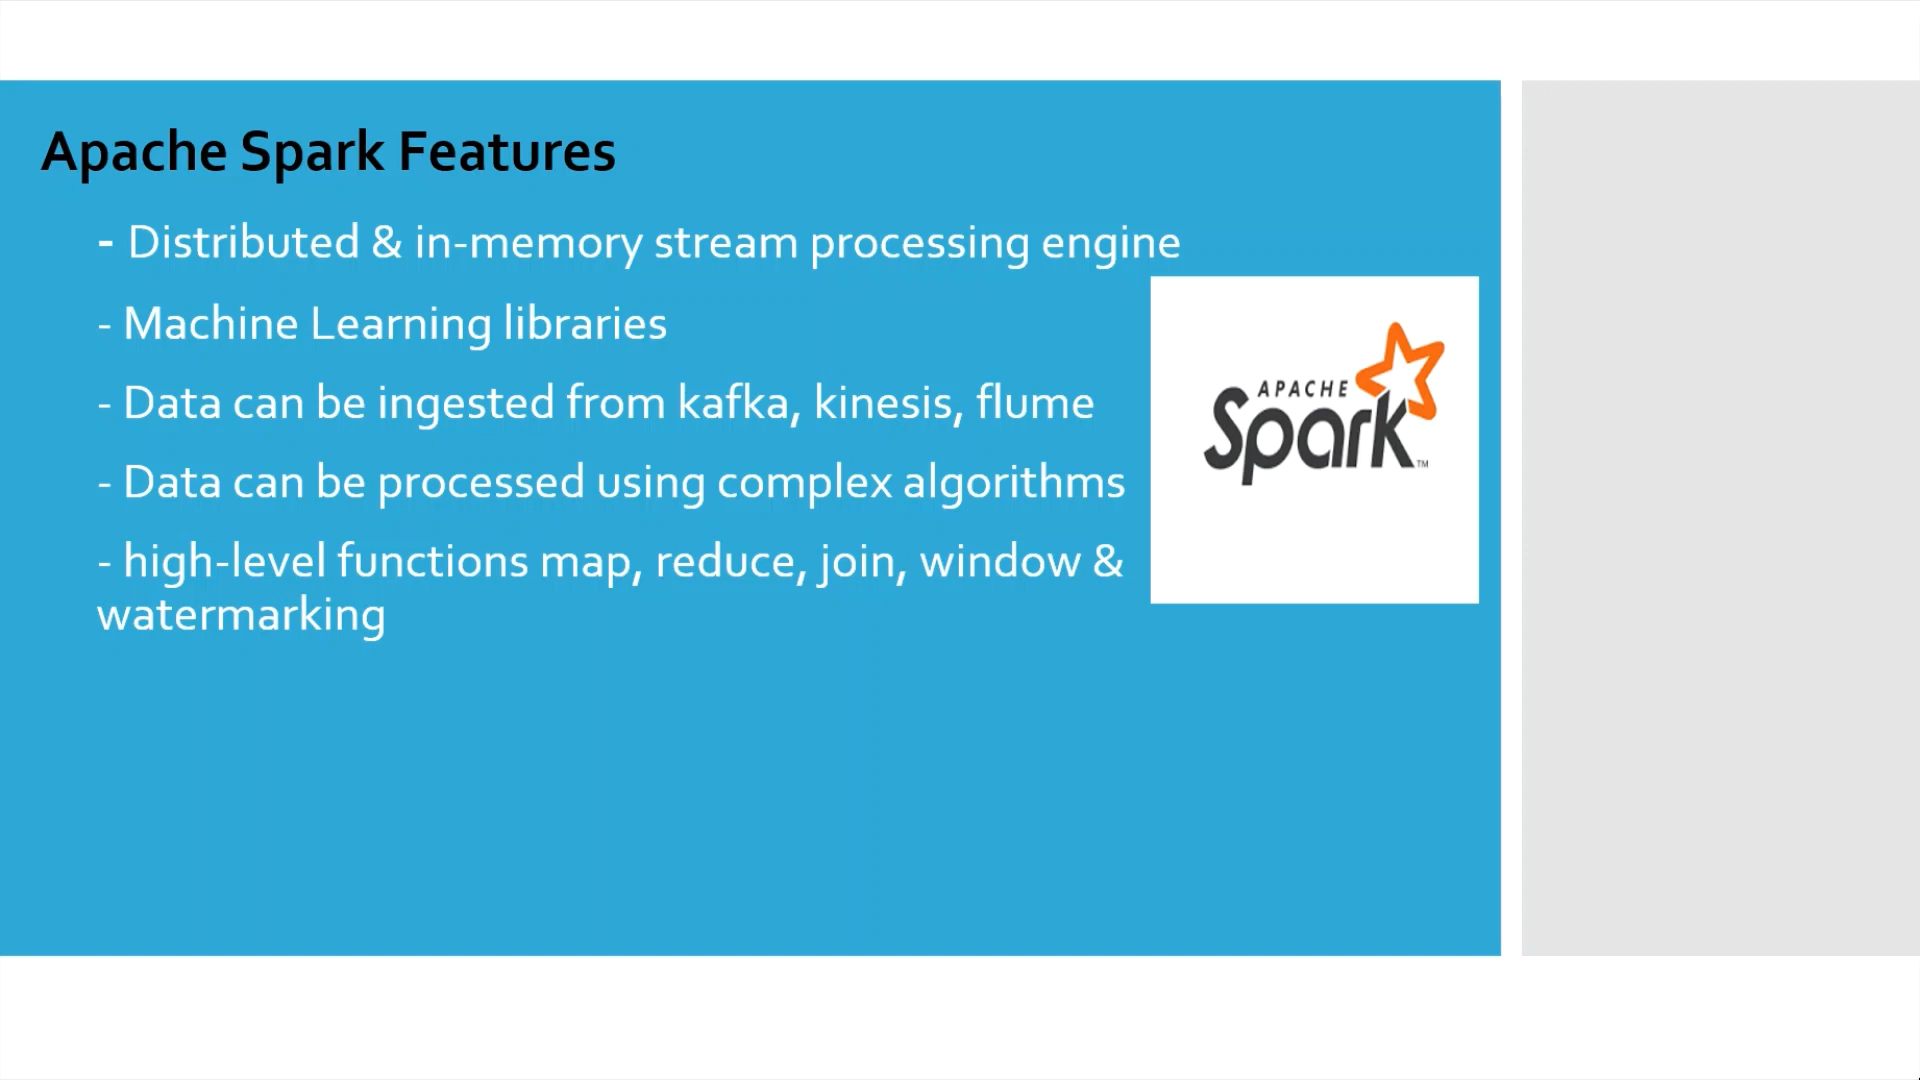 Apache Spark Features
- Distributed & in-memory stream processing engine
- Machine Learning libraries
- Data can be ingested from kafka, kinesis, flume
- Data can be processed using complex algorithms
- high-level functions map, reduce, join, window &
watermarking
APACHE
Spark™